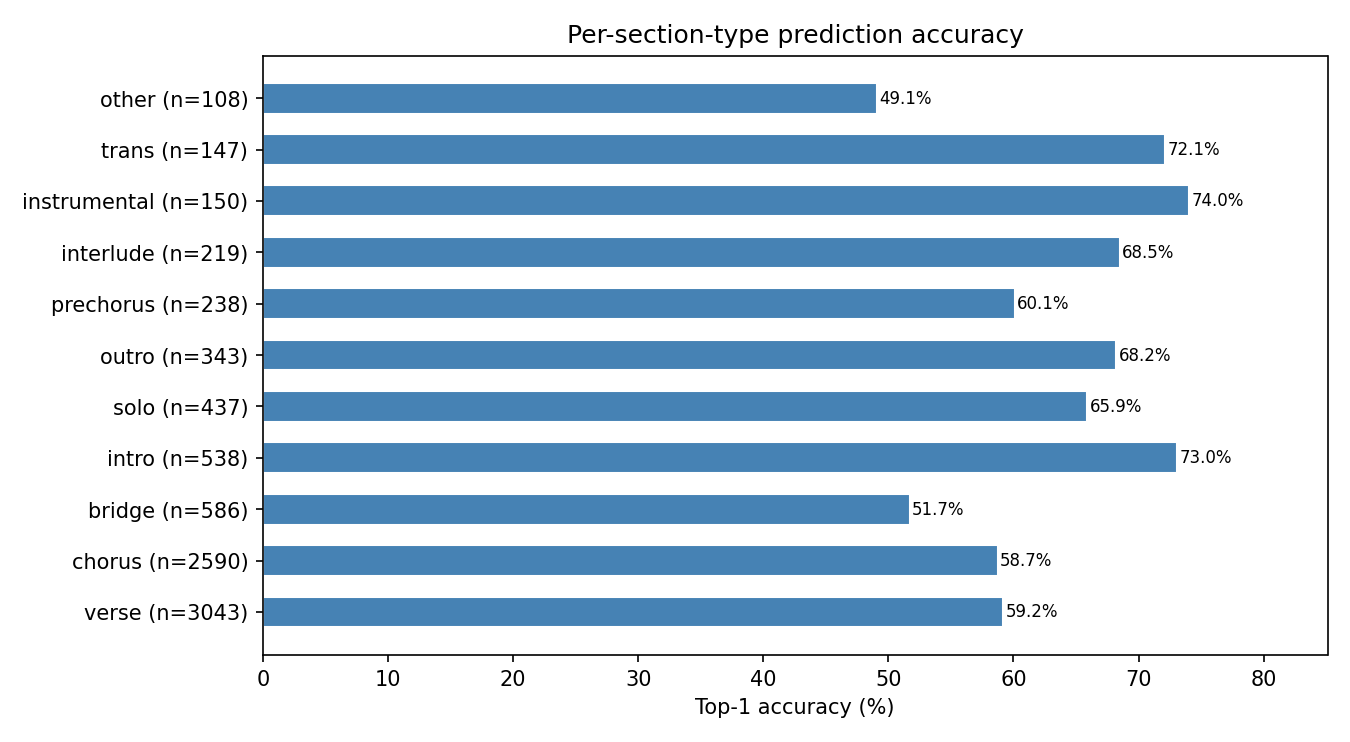 Per-section-type prediction accuracy
other (n=108) 49.1%
trans (n=147) 72.1%
instrumental (n=150) 74.0%
interlude (n=219) 68.5%
prechorus (n=238) 60.1%
outro (n=343) 68.2%
solo (n=437) 65.9%
intro (n=538) 73.0%
bridge (n=586) 51.7%
chorus (n=2590) 58.7%
verse (n=3043) 59.2%
0 10 20 30 40 50 60 70 80
Top-1 accuracy (%)